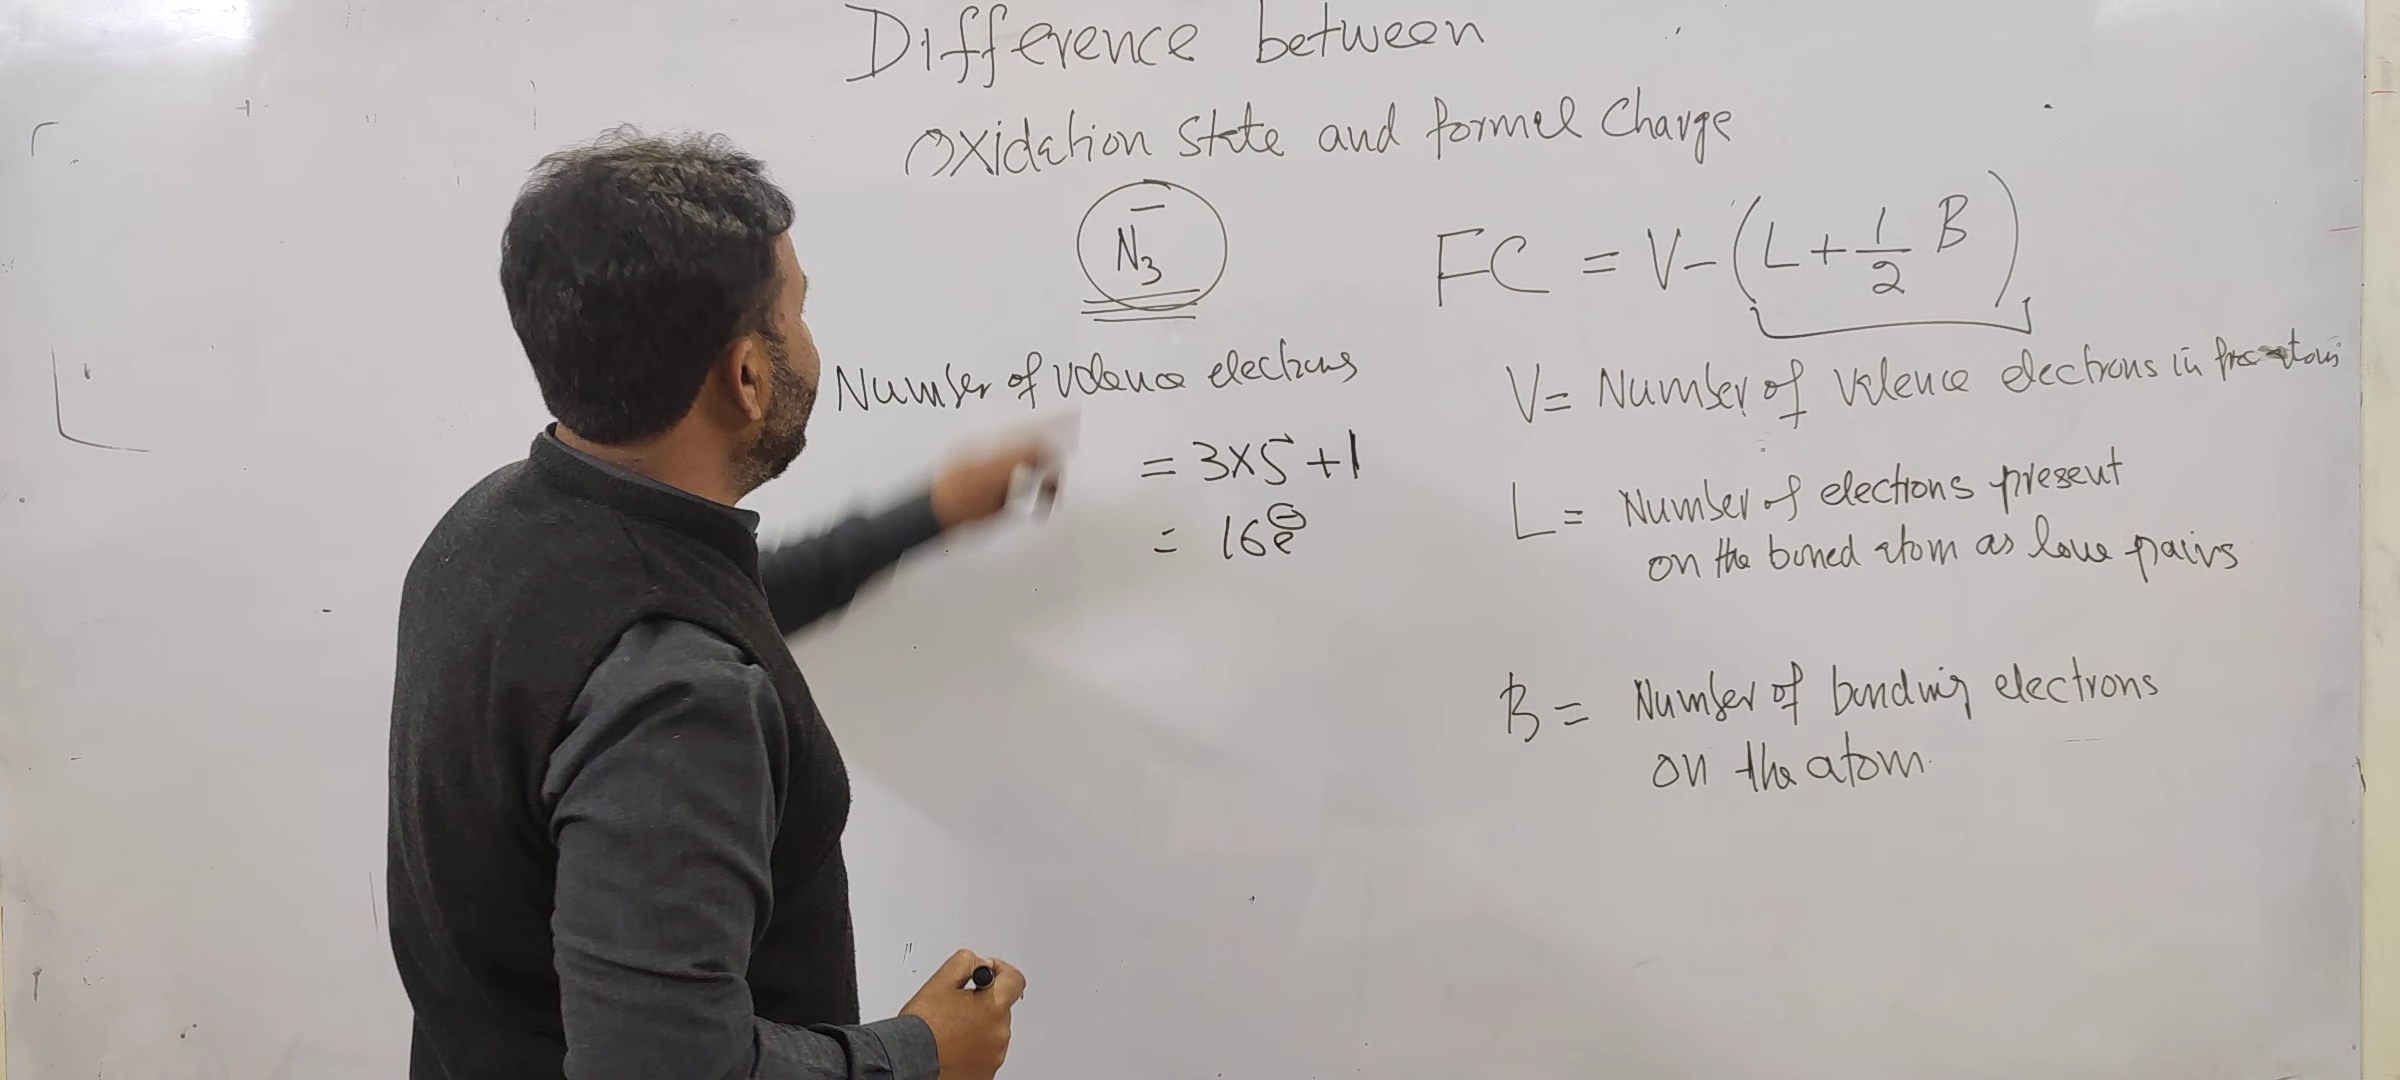 Difference between
Oxidation State and formel Charge
N₃⁻
FC = V-(L+1/2 B)
Number of valence electrons
= 3×5+1
= 16 e⊖
V= Number of valence electrons in free atom
L= Number of electrons present
on the boned atom as lone pairs
B= Number of bonding electrons
on the atom.